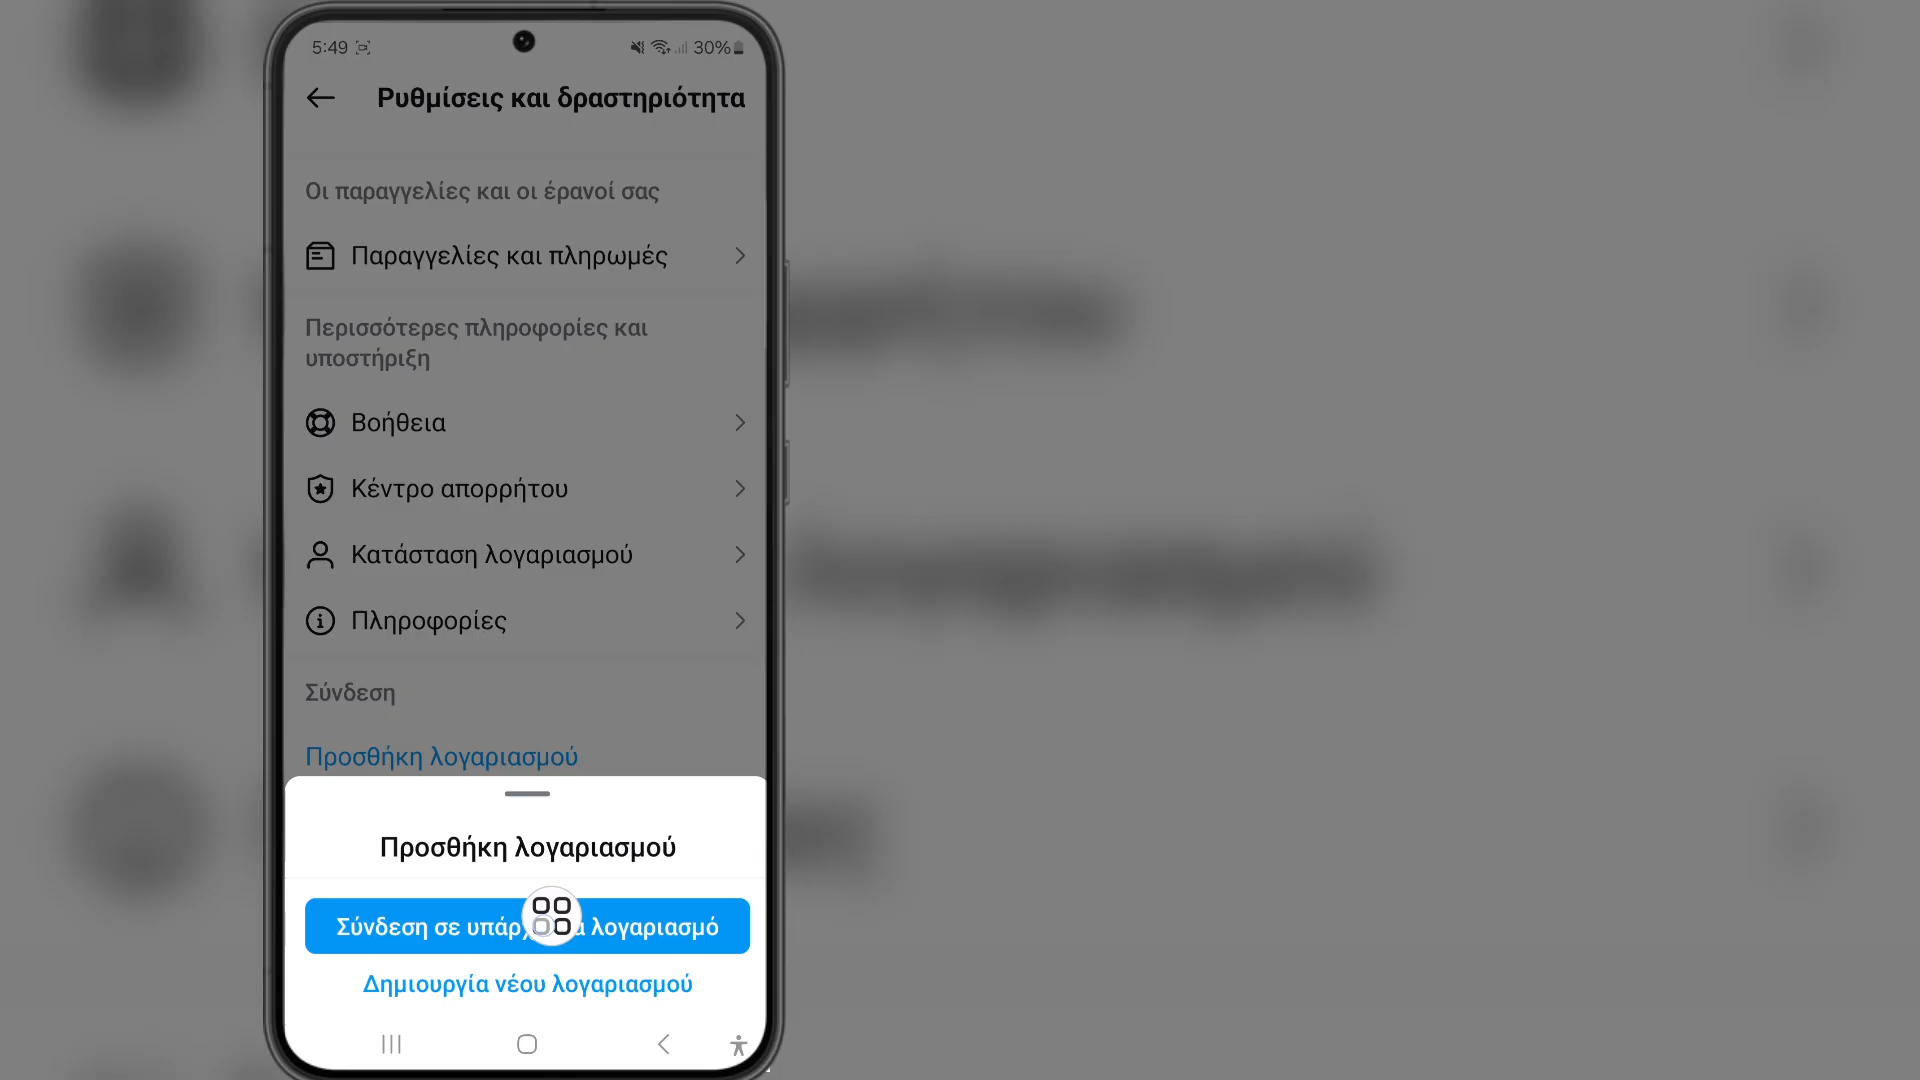 5:49
30%
Ρυθμίσεις και δραστηριότητα
Οι παραγγελίες και οι έρανοί σας
Παραγγελίες και πληρωμές
Περισσότερες πληροφορίες και
υποστήριξη
Βοήθεια
Κέντρο απορρήτου
Κατάσταση λογαριασμού
Πληροφορίες
Σύνδεση
Προσθήκη λογαριασμού
Προσθήκη λογαριασμού
Σύνδεση σε λογαριασμό
Δημιουργία νέου λογαριασμού